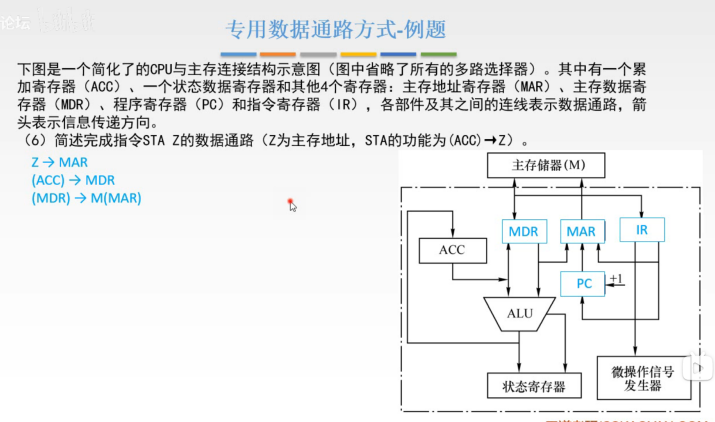 论坛
专用数据通路方式-例题
下图是一个简化了的CPU与主存连接结构示意图（图中省略了所有的多路选择器）。其中有一个累
加寄存器（ACC）、一个状态数据寄存器和其他4个寄存器：主存地址寄存器（MAR）、主存数据寄
存器（MDR）、程序寄存器（PC）和指令寄存器（IR），各部件及其之间的连线表示数据通路，箭
头表示信息传递方向。
（6）简述完成指令STA Z的数据通路（Z为主存地址，STA的功能为(ACC)→Z）。
Z → MAR
(ACC) → MDR
(MDR) → M(MAR)
主存储器(M)
MDR
MAR
IR
ACC
PC
+1
ALU
状态寄存器
微操作信号
发生器